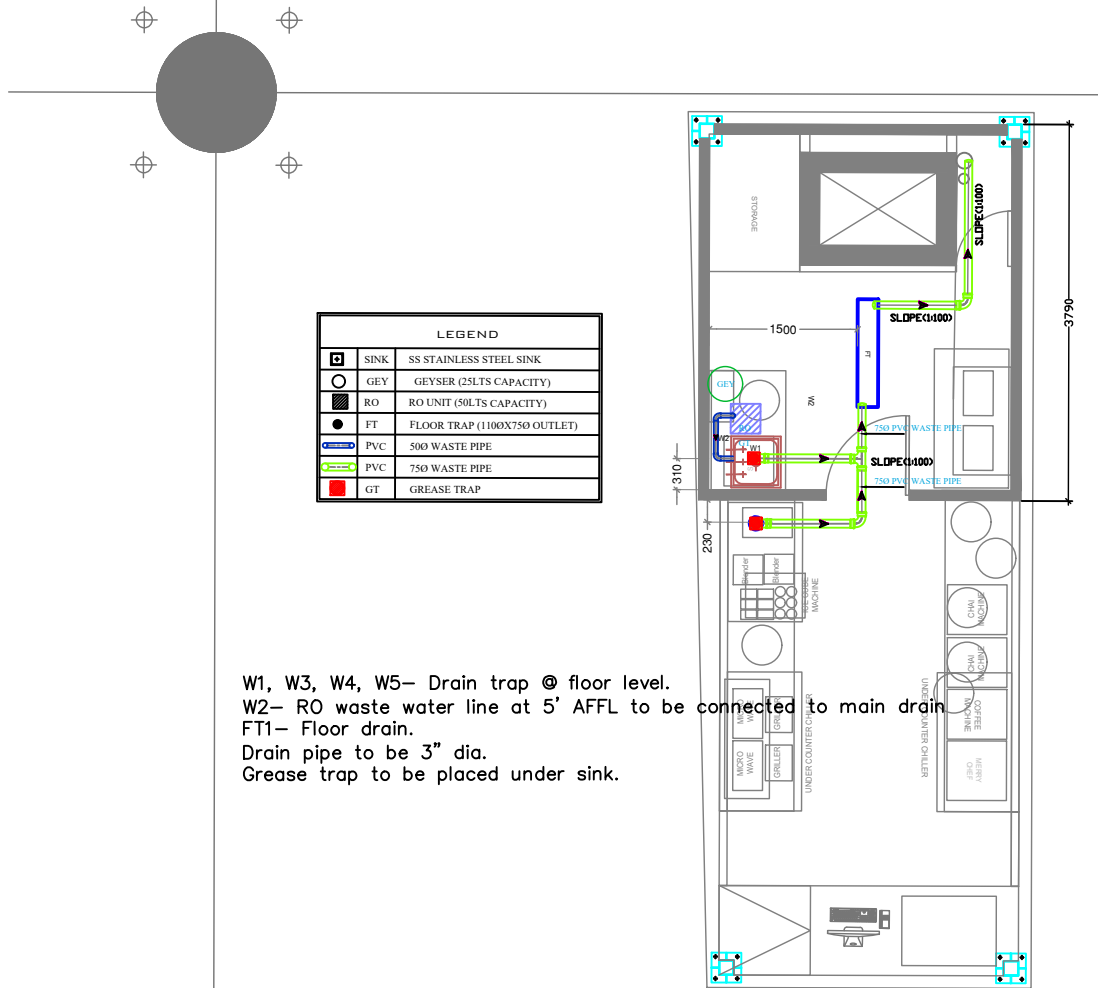 LEGEND
SINK SS STAINLESS STEEL SINK
GEY GEYSER (25LTS CAPACITY)
RO RO UNIT (50LTS CAPACITY)
FT FLOOR TRAP (110ØX75Ø OUTLET)
PVC 50Ø WASTE PIPE
PVC 75Ø WASTE PIPE
GT GREASE TRAP
W1, W3, W4, W5– Drain trap @ floor level.
W2– RO waste water line at 5' AFFL to be connected to main drain
FT1– Floor drain.
Drain pipe to be 3" dia.
Grease trap to be placed under sink.
STORAGE
SLOPE(1:100)
SLOPE(1:100)
3790
1500
FT
GEY
W2
RO
W2
W1
75Ø PVC WASTE PIPE
SLOPE(1:100)
75Ø PVC WASTE PIPE
310
230
Blender
Blender
ICE CUBE
MACHINE
CHAI
MACHINE
CHAI
MACHINE
COFFEE
MACHINE
MERRY
CHEF
UNDER COUNTER CHILLER
MICRO
WAVE
GRILLER
MICRO
WAVE
GRILLER
UNDER COUNTER CHILLER